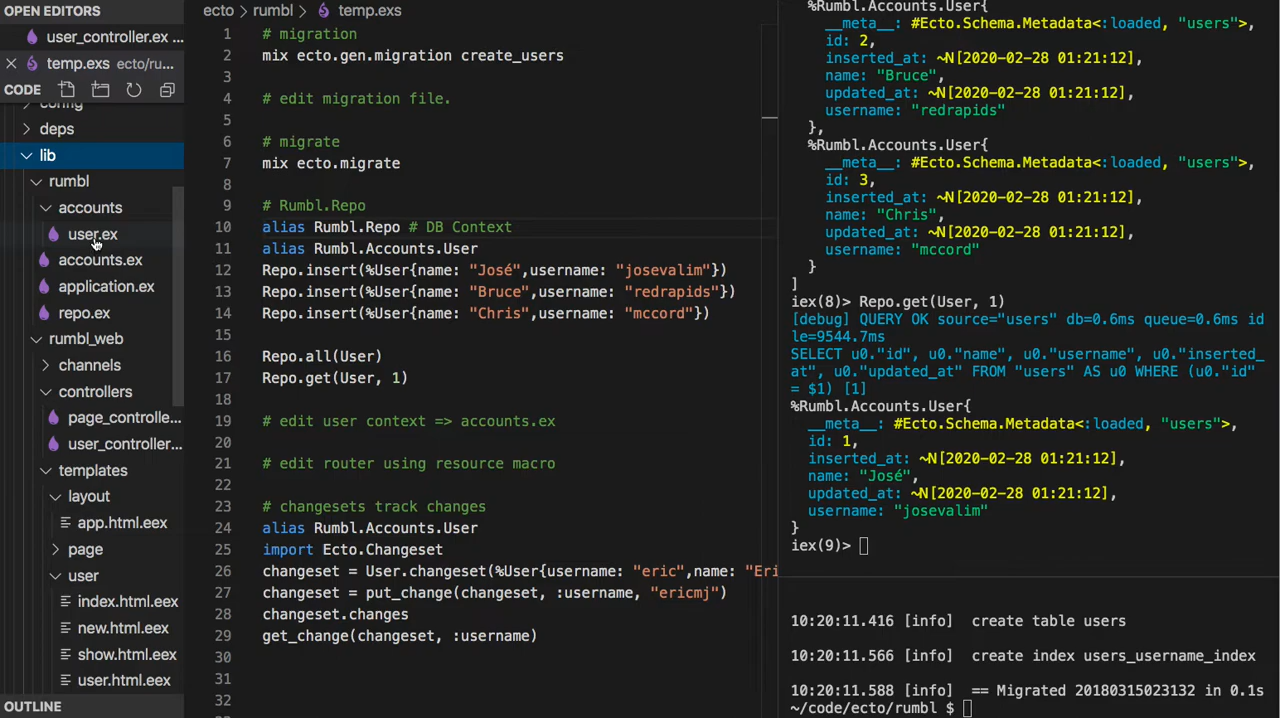 OPEN EDITORS
user_controller.ex ...
temp.exs ecto/ru...
CODE
config
deps
lib
rumbl
accounts
user.ex
accounts.ex
application.ex
repo.ex
rumbl_web
channels
controllers
page_controlle...
user_controller...
templates
layout
app.html.eex
page
user
index.html.eex
new.html.eex
show.html.eex
user.html.eex
OUTLINE
ecto > rumbl > temp.exs
1 # migration
2 mix ecto.gen.migration create_users
3
4 # edit migration file.
5
6 # migrate
7 mix ecto.migrate
8
9 # Rumbl.Repo
10 alias Rumbl.Repo # DB Context
11 alias Rumbl.Accounts.User
12 Repo.insert(%User{name: "José",username: "josevalim"})
13 Repo.insert(%User{name: "Bruce",username: "redrapids"})
14 Repo.insert(%User{name: "Chris",username: "mccord"})
15
16 Repo.all(User)
17 Repo.get(User, 1)
18
19 # edit user context => accounts.ex
20
21 # edit router using resource macro
22
23 # changesets track changes
24 alias Rumbl.Accounts.User
25 import Ecto.Changeset
26 changeset = User.changeset(%User{username: "eric",name: "Eri
27 changeset = put_change(changeset, :username, "ericmj")
28 changeset.changes
29 get_change(changeset, :username)
30
31
32
%Rumbl.Accounts.User{
__meta__: #Ecto.Schema.Metadata<:loaded, "users">,
id: 2,
inserted_at: ~N[2020-02-28 01:21:12],
name: "Bruce",
updated_at: ~N[2020-02-28 01:21:12],
username: "redrapids"
},
%Rumbl.Accounts.User{
__meta__: #Ecto.Schema.Metadata<:loaded, "users">,
id: 3,
inserted_at: ~N[2020-02-28 01:21:12],
name: "Chris",
updated_at: ~N[2020-02-28 01:21:12],
username: "mccord"
}
]
iex(8)> Repo.get(User, 1)
[debug] QUERY OK source="users" db=0.6ms queue=0.6ms id
le=9544.7ms
SELECT u0."id", u0."name", u0."username", u0."inserted_
at", u0."updated_at" FROM "users" AS u0 WHERE (u0."id"
= $1) [1]
%Rumbl.Accounts.User{
__meta__: #Ecto.Schema.Metadata<:loaded, "users">,
id: 1,
inserted_at: ~N[2020-02-28 01:21:12],
name: "José",
updated_at: ~N[2020-02-28 01:21:12],
username: "josevalim"
}
iex(9)>
10:20:11.416 [info] create table users
10:20:11.566 [info] create index users_username_index
10:20:11.588 [info] == Migrated 20180315023132 in 0.1s
~/code/ecto/rumbl $